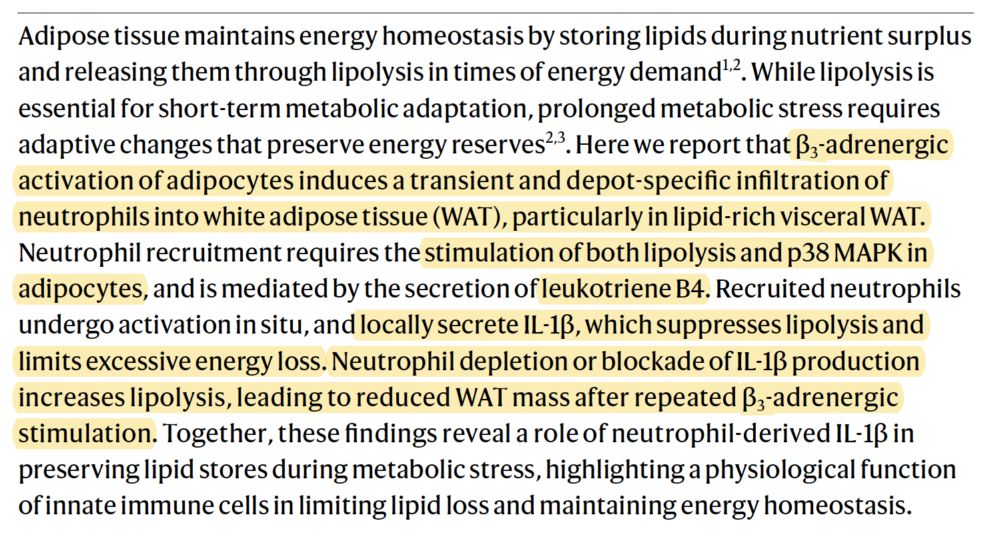 Adipose tissue maintains energy homeostasis by storing lipids during nutrient surplus
and releasing them through lipolysis in times of energy demand1,2. While lipolysis is
essential for short-term metabolic adaptation, prolonged metabolic stress requires
adaptive changes that preserve energy reserves2,3. Here we report that β3-adrenergic
activation of adipocytes induces a transient and depot-specific infiltration of
neutrophils into white adipose tissue (WAT), particularly in lipid-rich visceral WAT.
Neutrophil recruitment requires the stimulation of both lipolysis and p38 MAPK in
adipocytes, and is mediated by the secretion of leukotriene B4. Recruited neutrophils
undergo activation in situ, and locally secrete IL-1β, which suppresses lipolysis and
limits excessive energy loss. Neutrophil depletion or blockade of IL-1β production
increases lipolysis, leading to reduced WAT mass after repeated β3-adrenergic
stimulation. Together, these findings reveal a role of neutrophil-derived IL-1β in
preserving lipid stores during metabolic stress, highlighting a physiological function
of innate immune cells in limiting lipid loss and maintaining energy homeostasis.